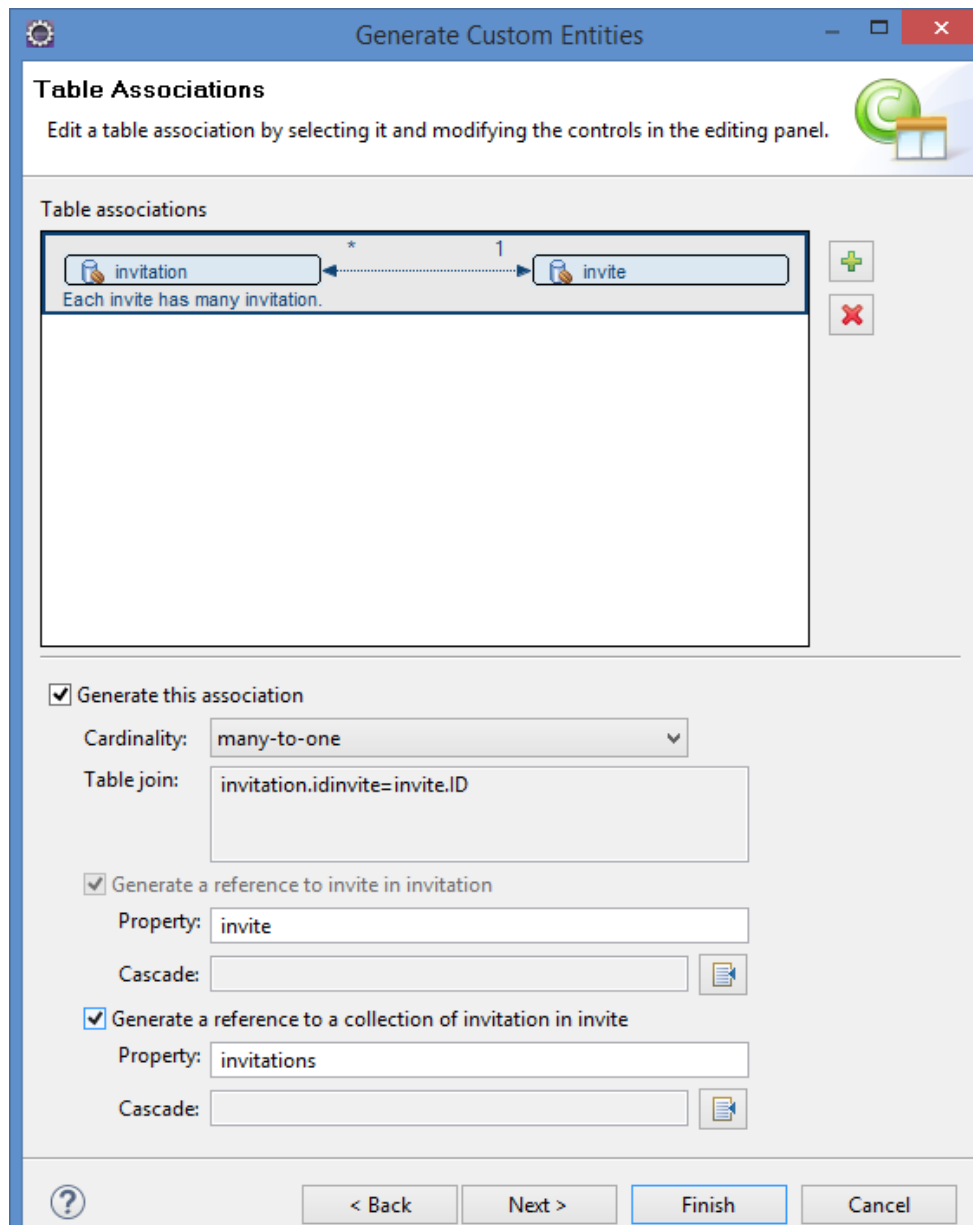 Generate Custom Entities
Table Associations
Edit a table association by selecting it and modifying the controls in the editing panel.
Table associations
* 1
invitation invite
Each invite has many invitation.
Generate this association
Cardinality: many-to-one
Table join: invitation.idinvite=invite.ID
Generate a reference to invite in invitation
Property: invite
Cascade:
Generate a reference to a collection of invitation in invite
Property: invitations
Cascade:
? < Back Next > Finish Cancel